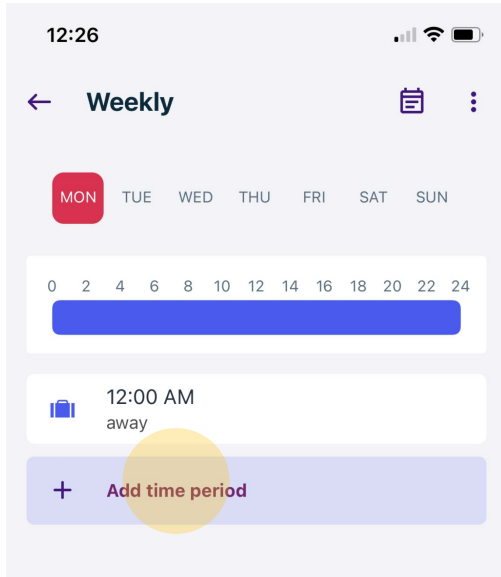 12:26
Weekly
MON TUE WED THU FRI SAT SUN
0 2 4 6 8 10 12 14 16 18 20 22 24
12:00 AM
away
+ Add time period